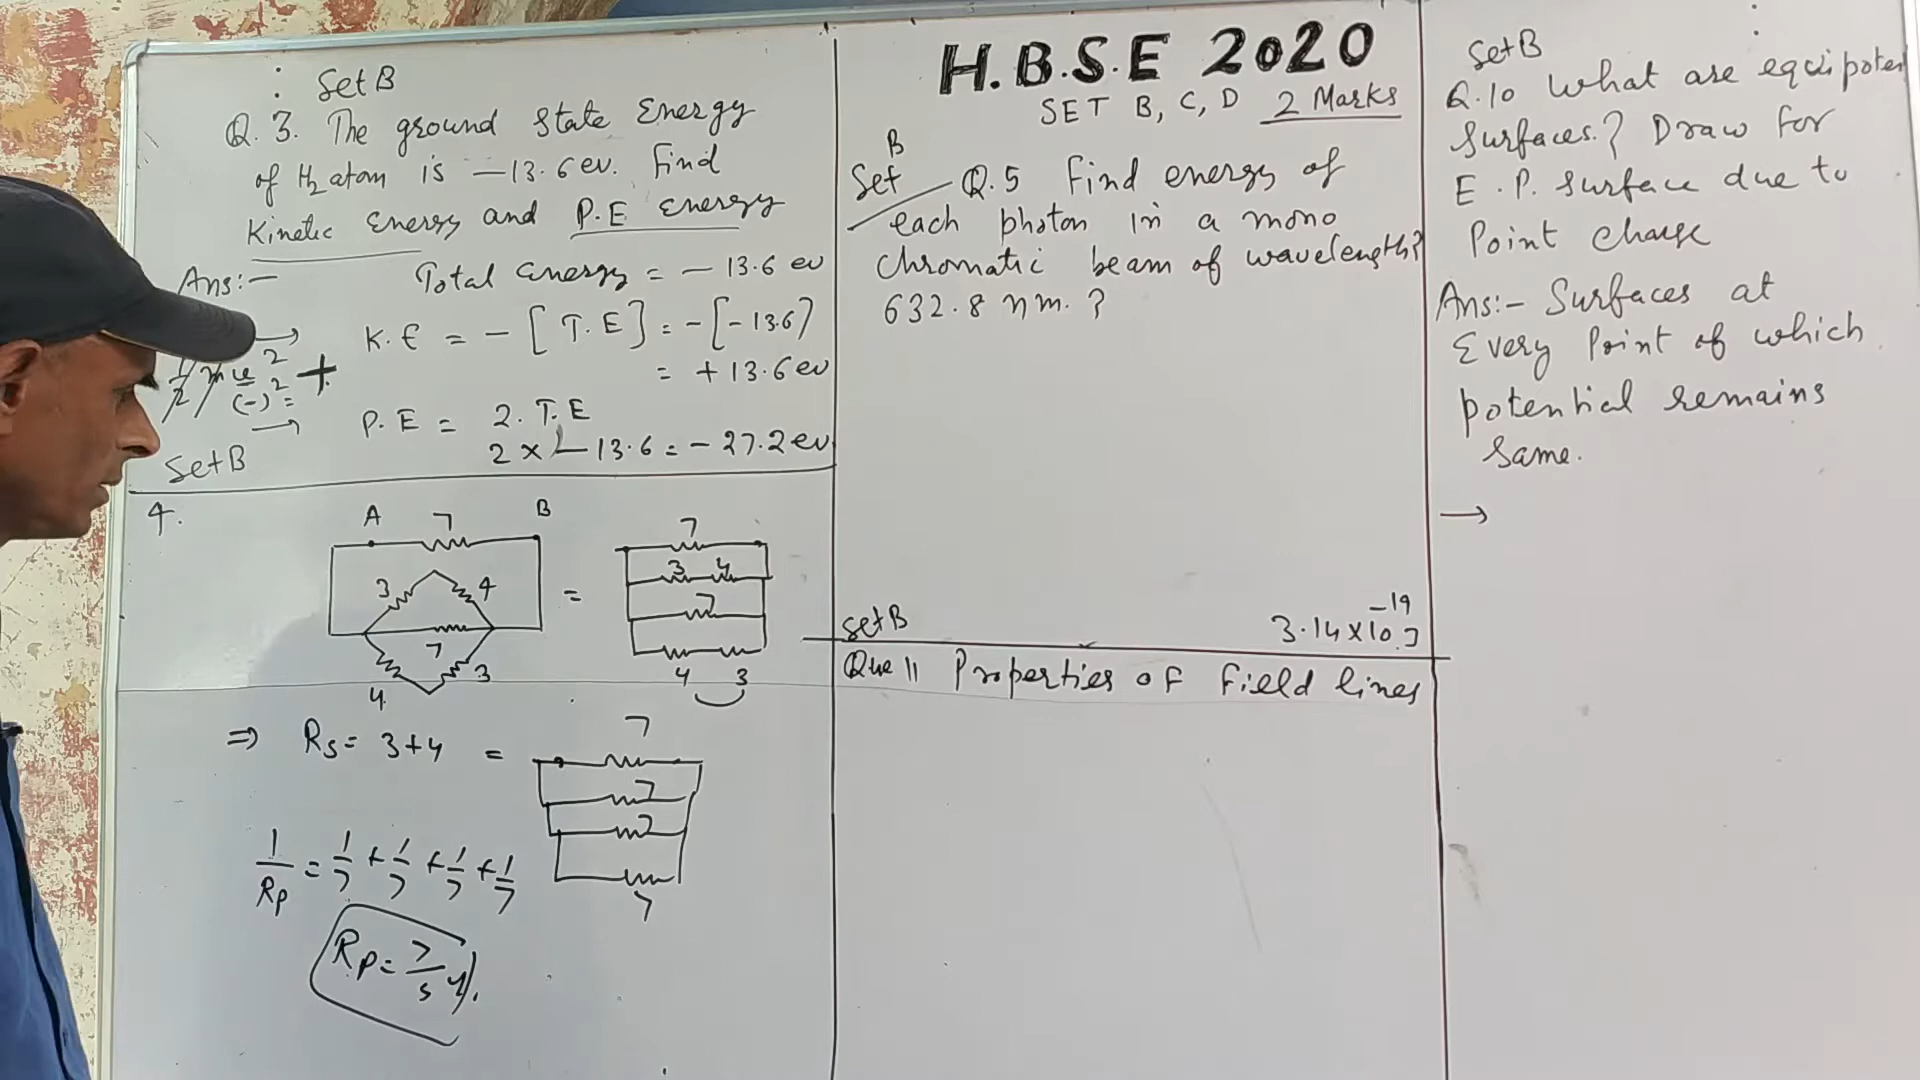 Set B
Q. 3. The ground State Energy
of H2 atom is -13.6 ev. Find
Kinetic Energy and P.E energy
Ans:- Total energy = - 13.6 ev
K.E = - [ T.E ] = - [-13.6]
= + 13.6 ev
(-)² = +
P.E = 2. T.E
2 x - 13.6 = - 27.2 ev
Set B
4.
A 7 B
3 4
7
4 3
=
7
3 4
7
4 3
⇒ Rs = 3+4 =
7
7
7
7
1/Rp = 1/7 + 1/7 + 1/7 + 1/7
Rp = 7/4
H.B.S.E 2020
SET B, C, D 2 Marks
B
Set Q.5 Find energy of
each photon in a mono
chromatic beam of wavelength?
632.8 nm. ?
3.14 x 10⁻¹⁹ J
Set B
Que 11 Properties of field lines
Set B
Q.10 What are equipoten
Surfaces.? Draw for
E.P. Surface due to
Point charge
Ans:- Surfaces at
Every Point of which
potential remains
same.
→